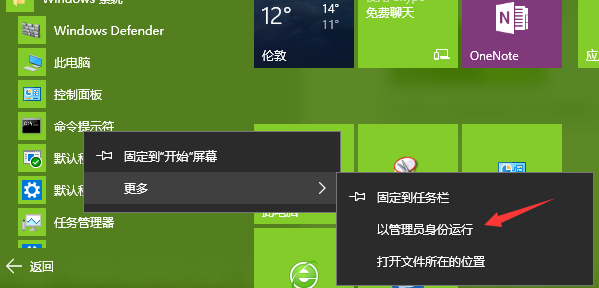 Windows 系统
Windows Defender
此电脑
控制面板
命令提示符
默认
默认
任务管理器
返回
固定到"开始"屏幕
更多
固定到任务栏
以管理员身份运行
打开文件所在的位置
12°
14°
11°
伦敦
免费聊天
OneNote
此电脑